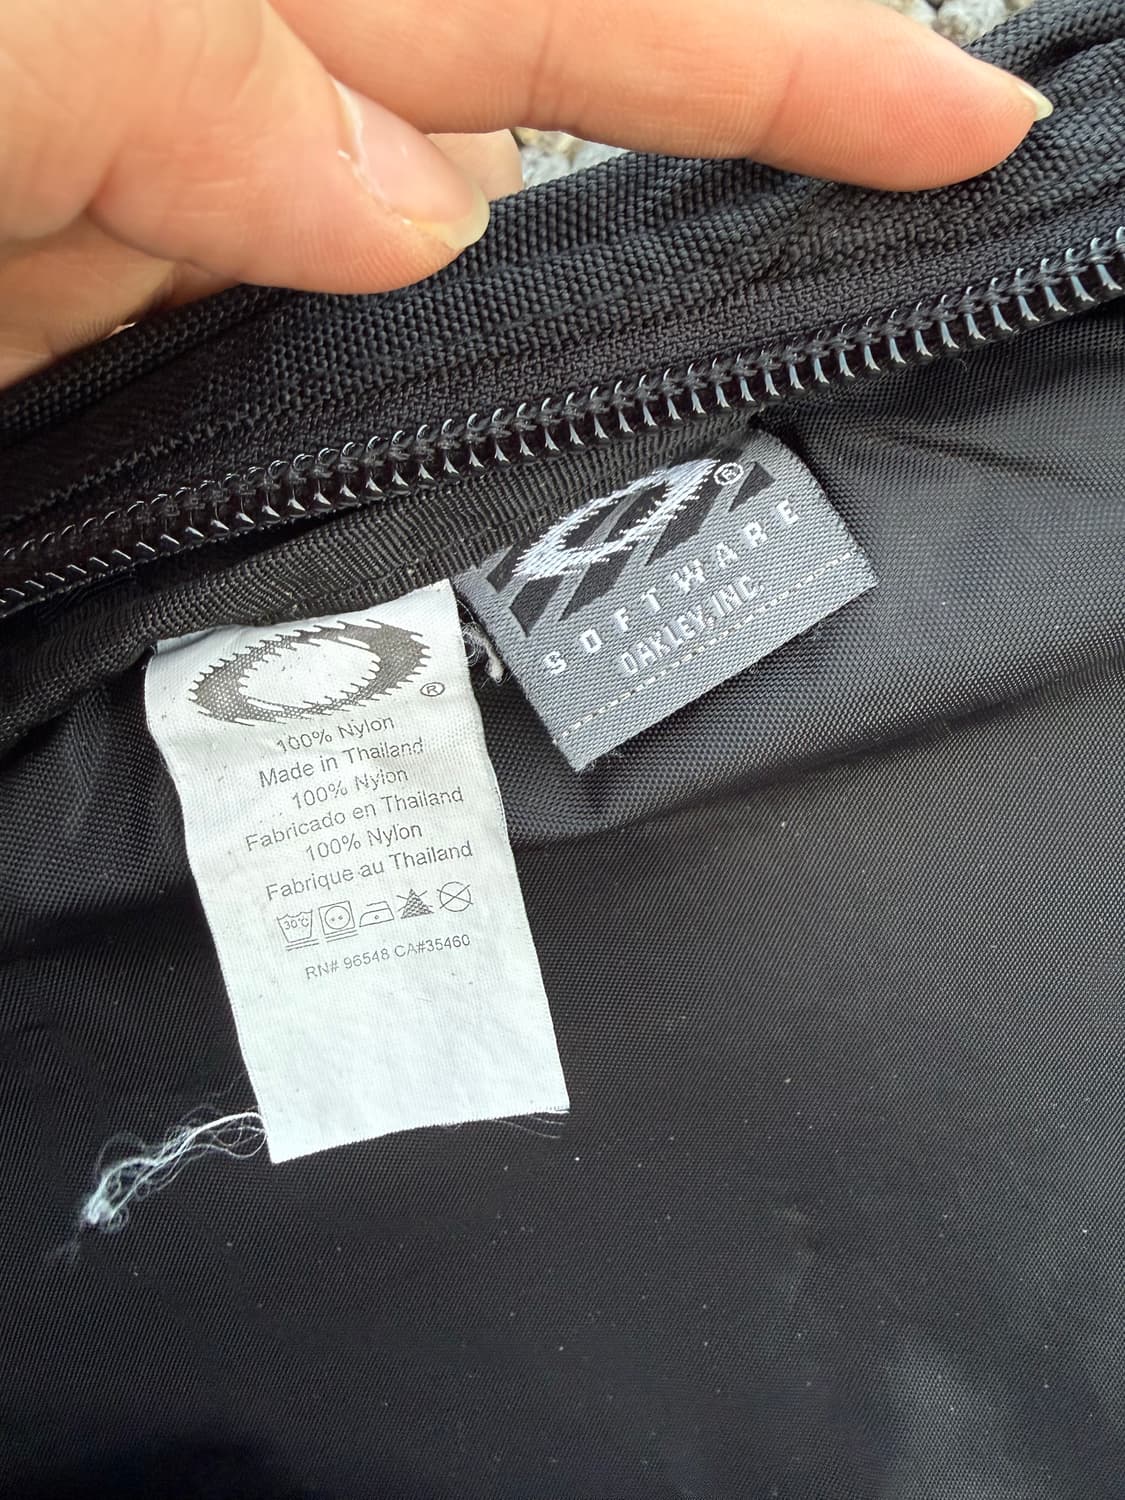 ®
SOFTWARE
OAKLEY, INC.
®
100% Nylon
Made in Thailand
100% Nylon
Fabricado en Thailand
100% Nylon
Fabrique au Thailand
30°C
RN# 96548 CA#35460